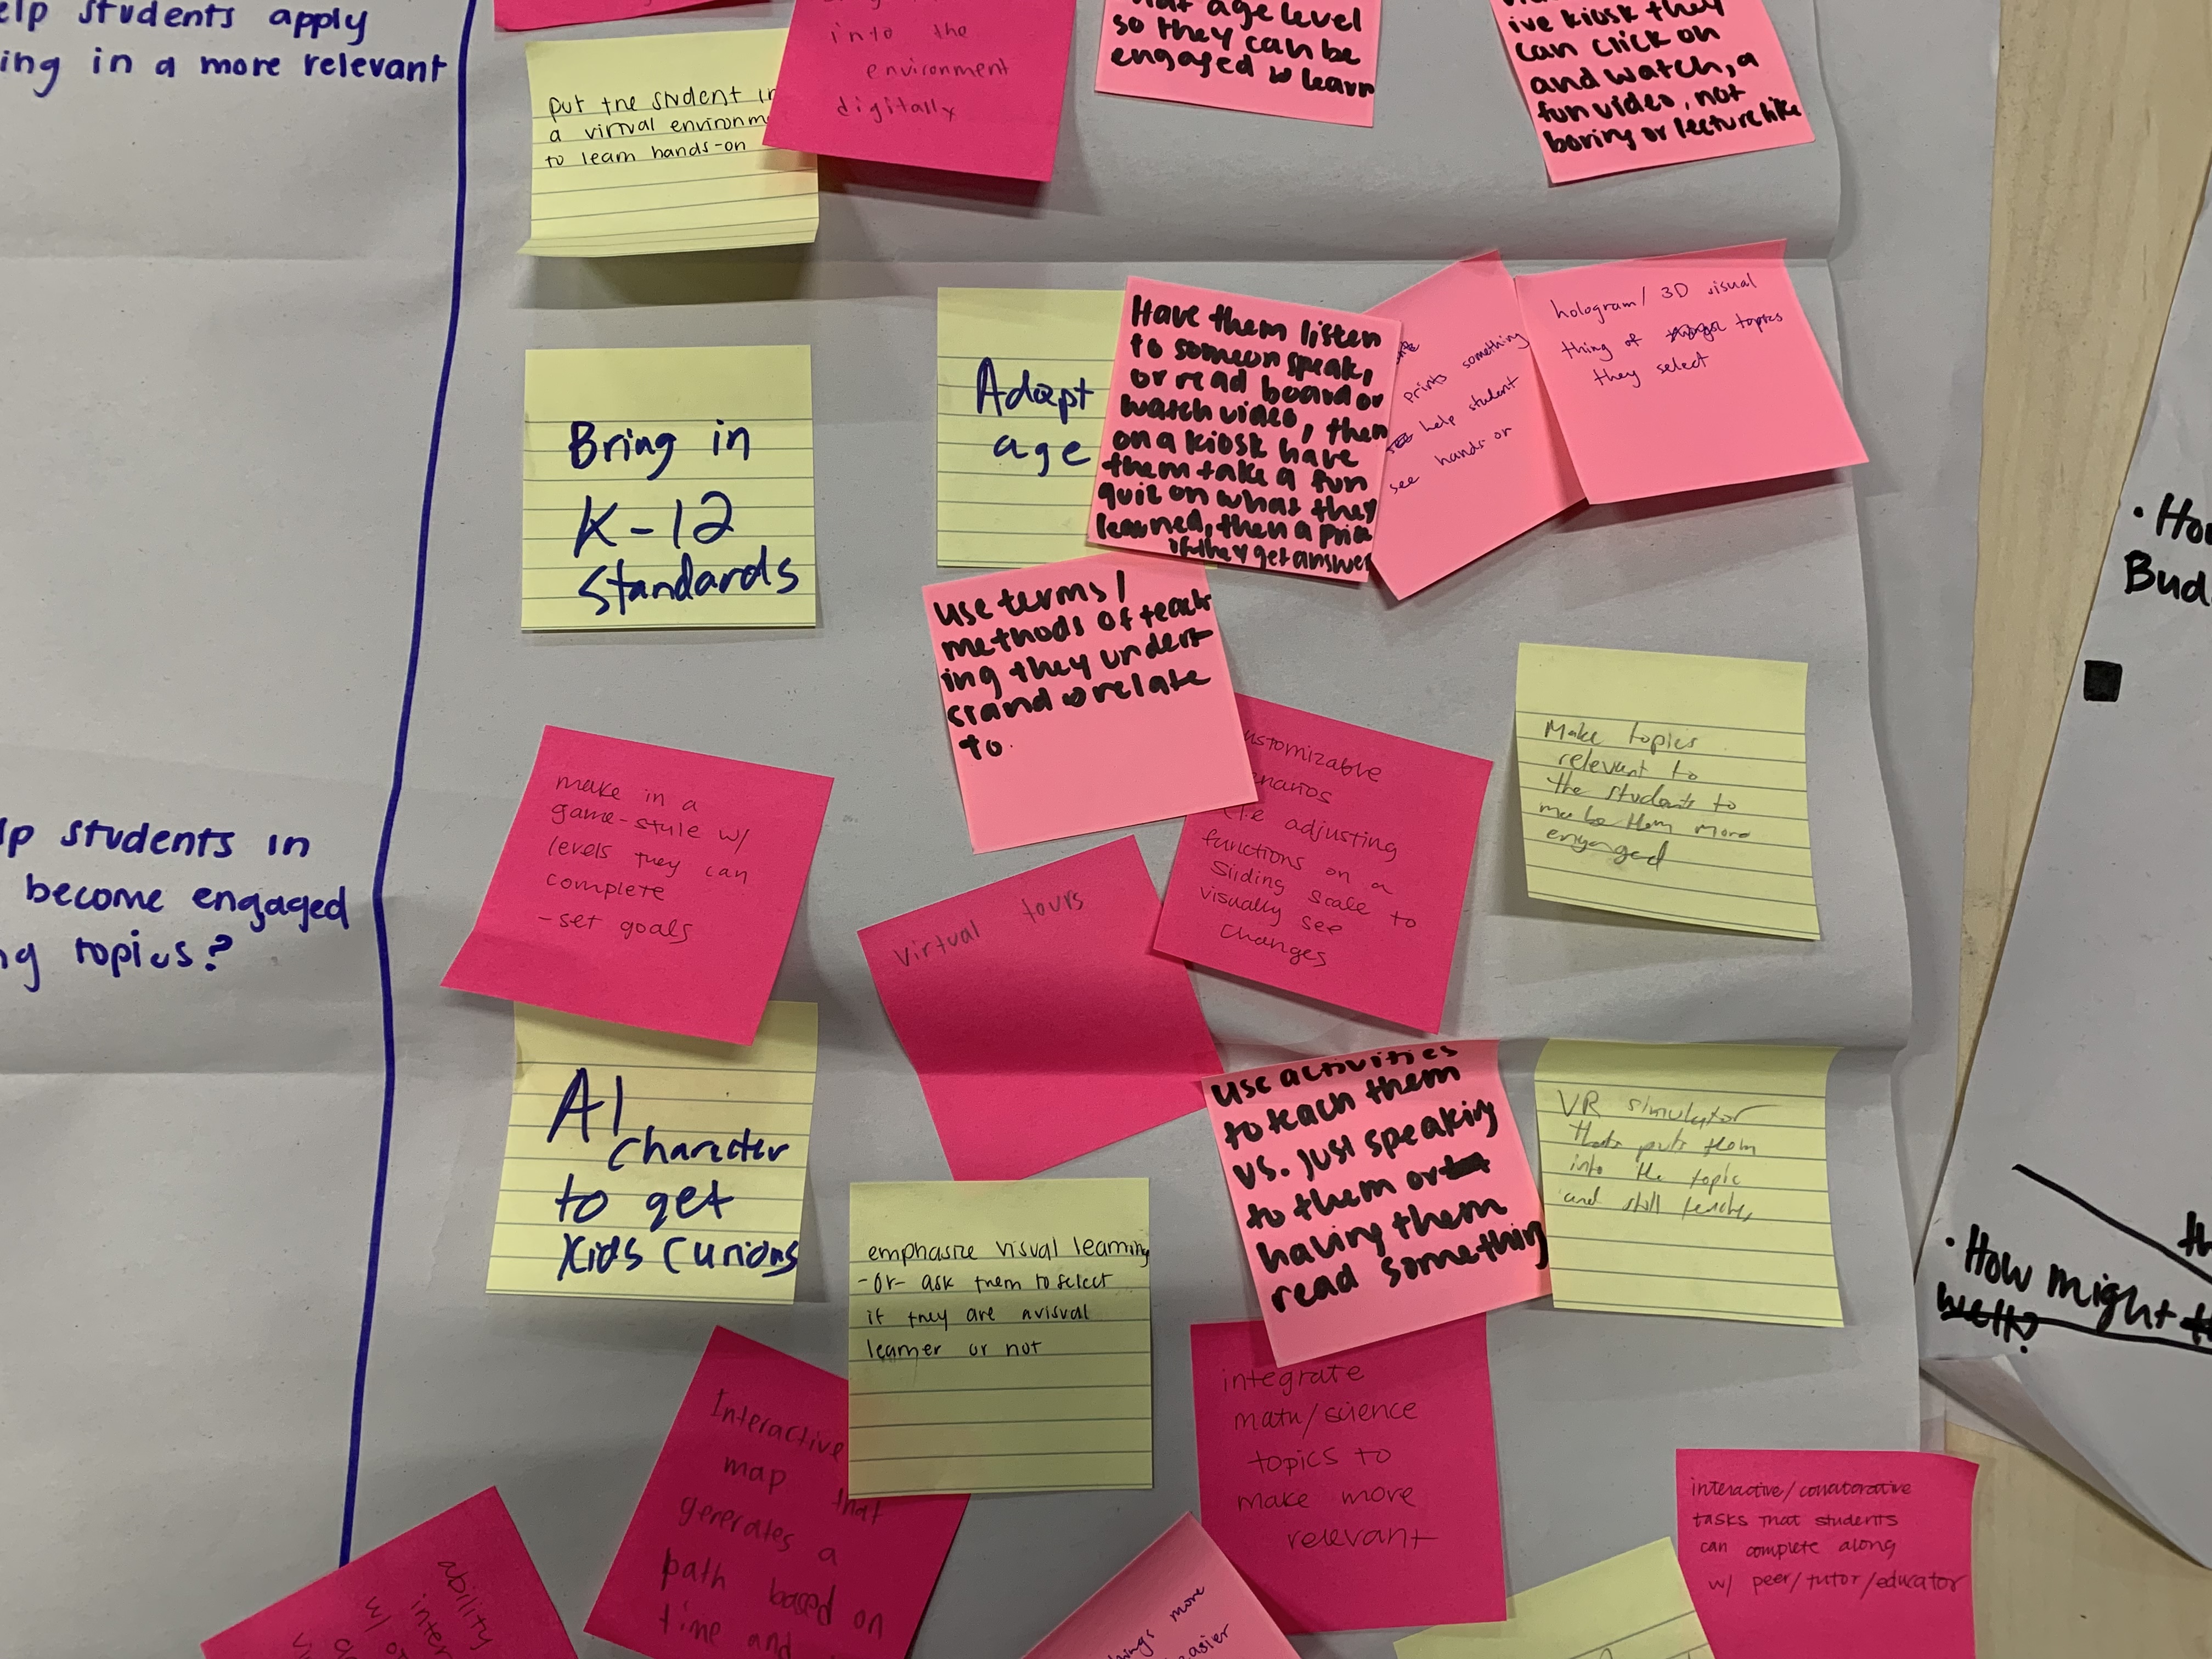 elp students apply
ing in a more relevant
lp students in
become engaged
ng topics?
put the student in
a virtual environm
to learn hands-on
into the
environment
digitally
age level
so they can be
engaged & learn
ive kiosk they
can click on
and watch, a
fun video, not
boring or lecture like
Bring in
K-12
Standards
Adapt
age
Have them listen
to someon speak,
or read board or
watch video, then
on a kiosk have
them take a fun
quiz on what they
learned, then a prize
if they get answer
prints something
help student
see hands on
hologram/ 3D visual
thing of topics
they select
use terms/
methods of teach
ing they under
stand & relate
to.
make in a
game-style w/
levels they can
complete
-set goals
virtual tours
ustomizable
enarios
(i.e adjusting
functions on a
sliding scale to
visually see
changes
Make topics
relevant to
the students to
make them more
engaged
AI
character
to get
kids curious
emphasize visual learning
-or- ask them to select
if they are a visual
learner or not
use activities
to teach them
vs. just speaking
to them or
having them
read something
VR simulator
thats puts them
into the topic
and still teaches
Interactive
map that
generates a
path based on
time and
integrate
math/science
topics to
make more
relevant
interactive/collaborative
tasks that students
can complete along
w/ peer/tutor/educator
ability
inter
w/ o
things more
easier
• How
Bud
• How might